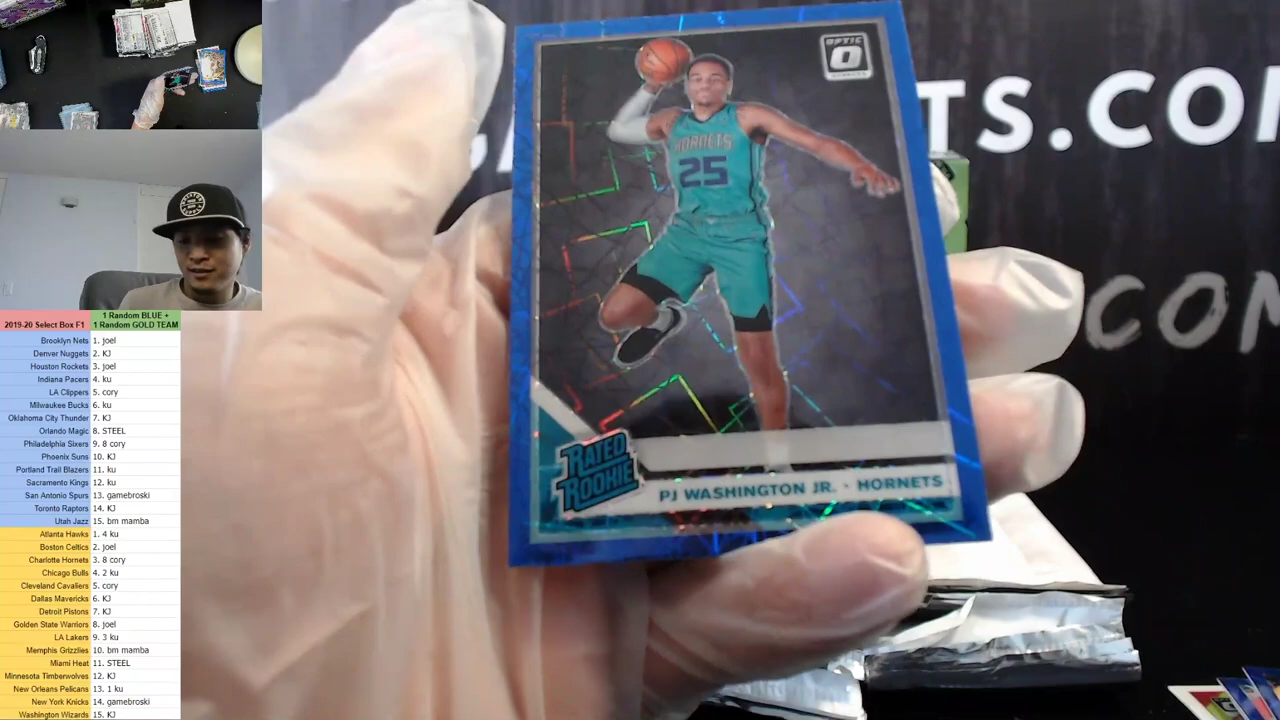 OPTIC
HORNETS
25
TS.COM
COM
RATED
ROOKIE
PJ WASHINGTON JR. · HORNETS
2019-20 Select Box F1
1 Random BLUE +
1 Random GOLD TEAM
Brooklyn Nets 1. joel
Denver Nuggets 2. KJ
Houston Rockets 3. joel
Indiana Pacers 4. ku
LA Clippers 5. cory
Milwaukee Bucks 6. ku
Oklahoma City Thunder 7. KJ
Orlando Magic 8. STEEL
Philadelphia Sixers 9. 8 cory
Phoenix Suns 10. KJ
Portland Trail Blazers 11. ku
Sacramento Kings 12. ku
San Antonio Spurs 13. gamebroski
Toronto Raptors 14. KJ
Utah Jazz 15. bm mamba
Atlanta Hawks 1. 4 ku
Boston Celtics 2. joel
Charlotte Hornets 3. 8 cory
Chicago Bulls 4. 2 ku
Cleveland Cavaliers 5. cory
Dallas Mavericks 6. KJ
Detroit Pistons 7. KJ
Golden State Warriors 8. joel
LA Lakers 9. 3 ku
Memphis Grizzlies 10. bm mamba
Miami Heat 11. STEEL
Minnesota Timberwolves 12. KJ
New Orleans Pelicans 13. 1 ku
New York Knicks 14. gamebroski
Washington Wizards 15. KJ